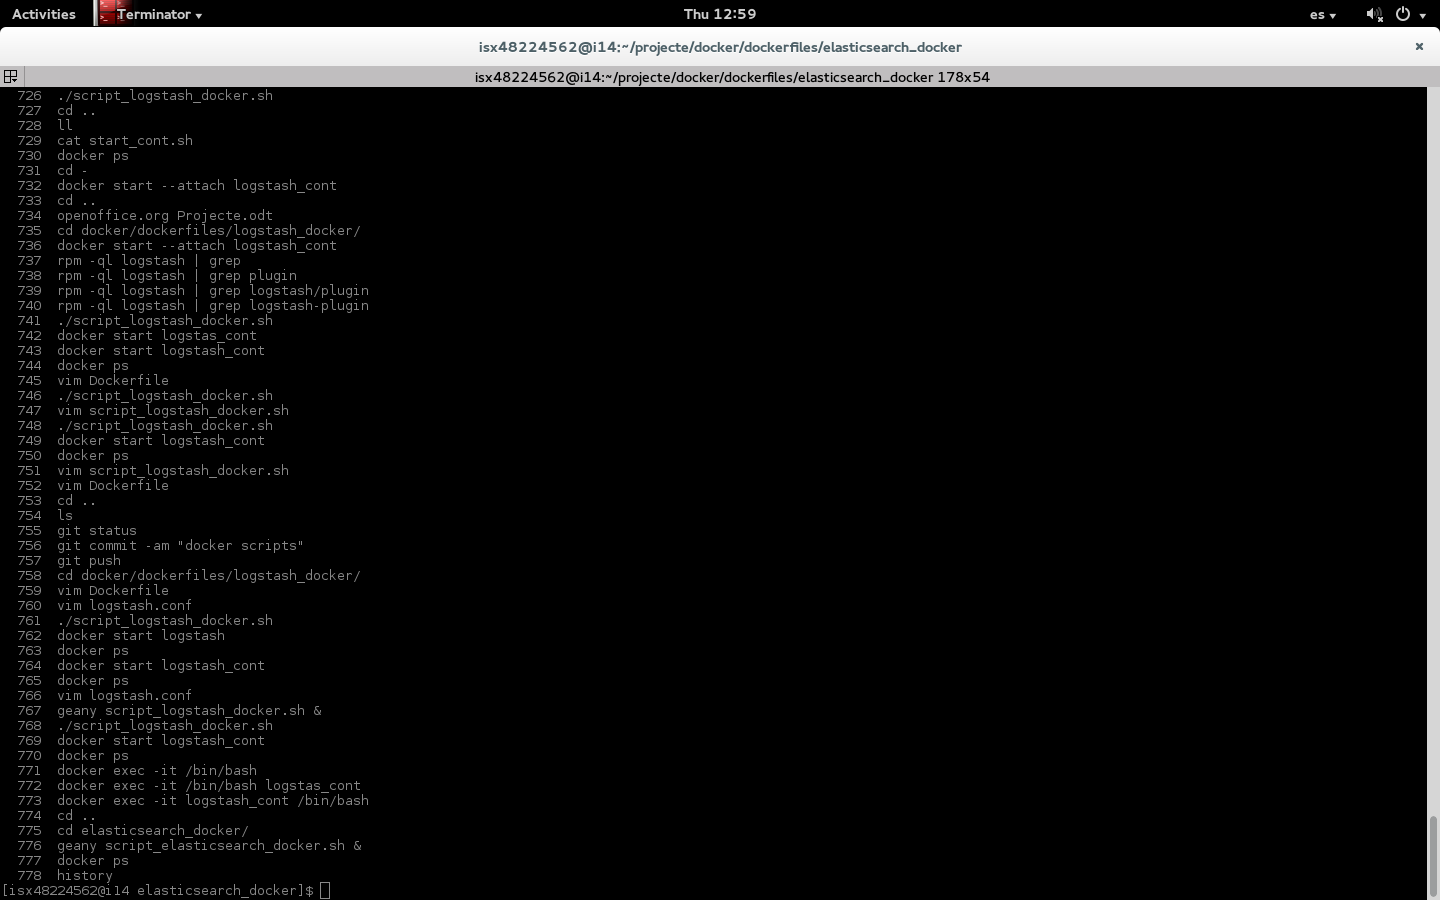 Activities
Terminator
Thu 12:59
es
isx48224562@i14:~/projecte/docker/dockerfiles/elasticsearch_docker
isx48224562@i14:~/projecte/docker/dockerfiles/elasticsearch_docker 178x54
726 ./script_logstash_docker.sh
727 cd ..
728 ll
729 cat start_cont.sh
730 docker ps
731 cd -
732 docker start --attach logstash_cont
733 cd ..
734 openoffice.org Projecte.odt
735 cd docker/dockerfiles/logstash_docker/
736 docker start --attach logstash_cont
737 rpm -ql logstash | grep
738 rpm -ql logstash | grep plugin
739 rpm -ql logstash | grep logstash/plugin
740 rpm -ql logstash | grep logstash-plugin
741 ./script_logstash_docker.sh
742 docker start logstas_cont
743 docker start logstash_cont
744 docker ps
745 vim Dockerfile
746 ./script_logstash_docker.sh
747 vim script_logstash_docker.sh
748 ./script_logstash_docker.sh
749 docker start logstash_cont
750 docker ps
751 vim script_logstash_docker.sh
752 vim Dockerfile
753 cd ..
754 ls
755 git status
756 git commit -am "docker scripts"
757 git push
758 cd docker/dockerfiles/logstash_docker/
759 vim Dockerfile
760 vim logstash.conf
761 ./script_logstash_docker.sh
762 docker start logstash
763 docker ps
764 docker start logstash_cont
765 docker ps
766 vim logstash.conf
767 geany script_logstash_docker.sh &
768 ./script_logstash_docker.sh
769 docker start logstash_cont
770 docker ps
771 docker exec -it /bin/bash
772 docker exec -it /bin/bash logstas_cont
773 docker exec -it logstash_cont /bin/bash
774 cd ..
775 cd elasticsearch_docker/
776 geany script_elasticsearch_docker.sh &
777 docker ps
778 history
[isx48224562@i14 elasticsearch_docker]$